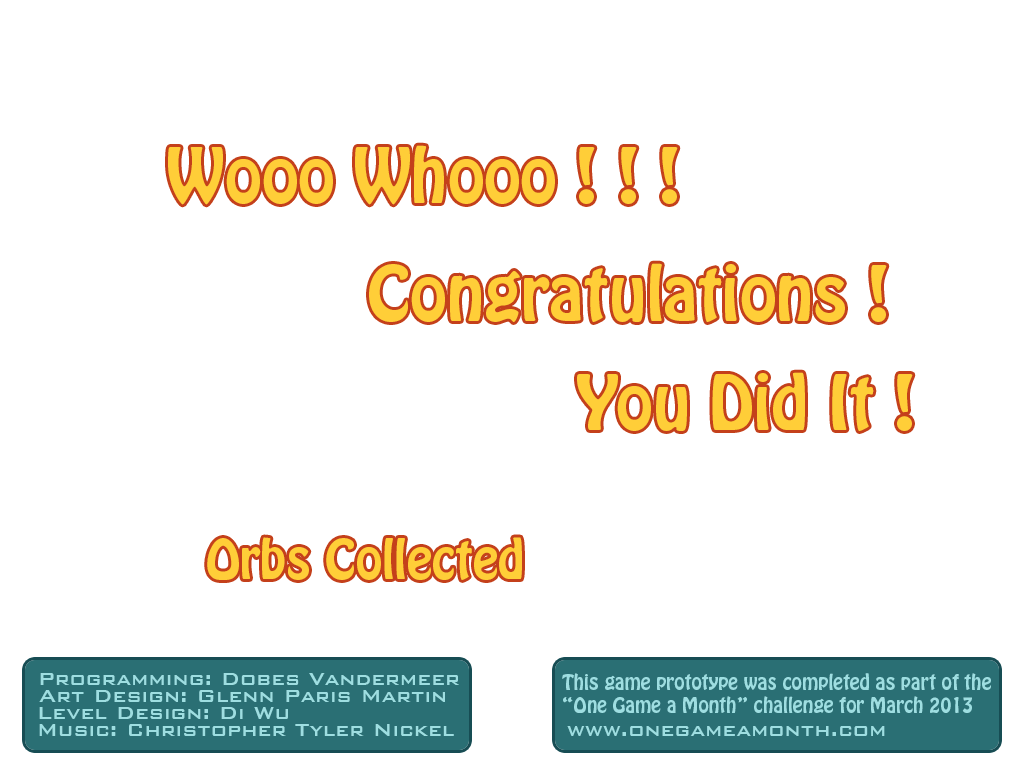 Wooo Whooo ! ! !
Congratulations !
You Did It !
Orbs Collected
Programming: Dobes Vandermeer
Art Design: Glenn Paris Martin
Level Design: Di Wu
Music: Christopher Tyler Nickel
This game prototype was completed as part of the
“One Game a Month” challenge for March 2013
www.onegameamonth.com